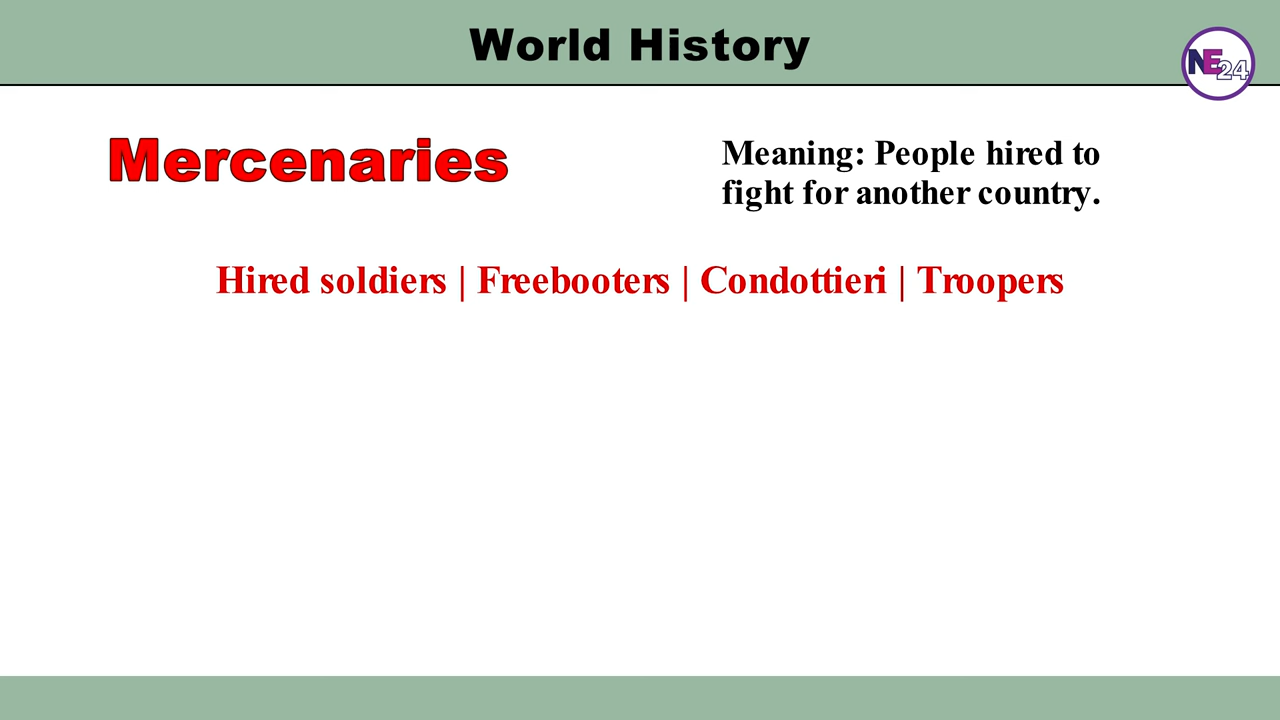 World History
NE24
Mercenaries
Meaning: People hired to
fight for another country.
Hired soldiers | Freebooters | Condottieri | Troopers